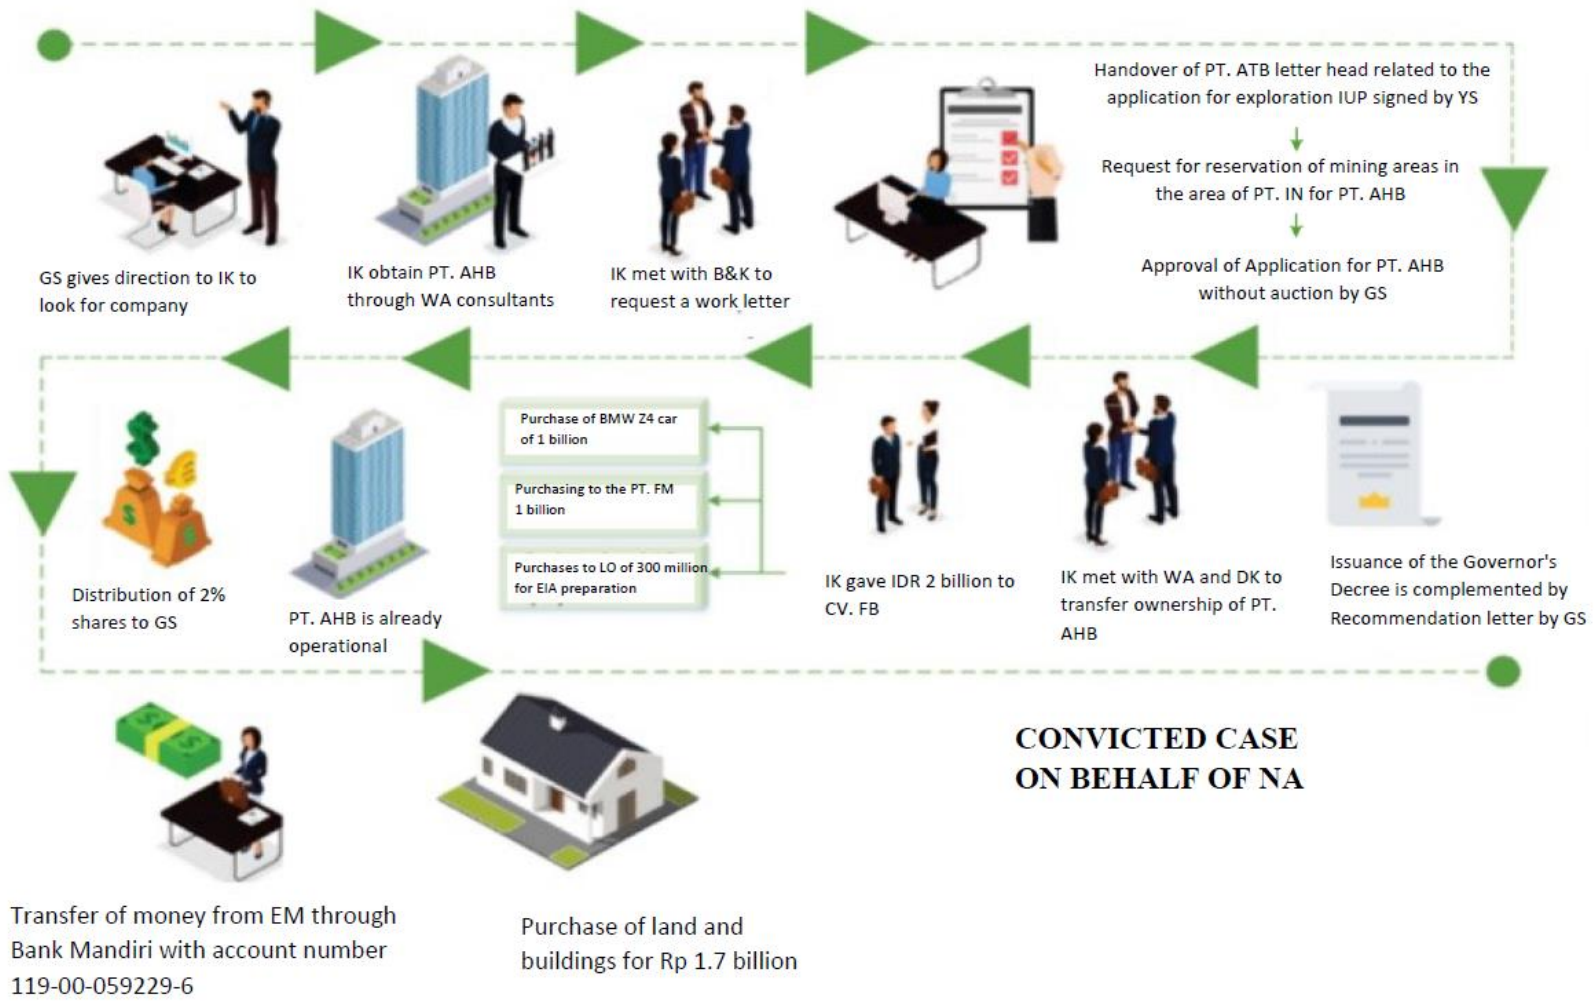 GS gives direction to IK to
look for company
IK obtain PT. AHB
through WA consultants
IK met with B&K to
request a work letter
Handover of PT. ATB letter head related to the
application for exploration IUP signed by YS
Request for reservation of mining areas in
the area of PT. IN for PT. AHB
Approval of Application for PT. AHB
without auction by GS
Issuance of the Governor's
Decree is complemented by
Recommendation letter by GS
IK met with WA and DK to
transfer ownership of PT.
AHB
IK gave IDR 2 billion to
CV. FB
Purchase of BMW Z4 car
of 1 billion
Purchasing to the PT. FM
1 billion
Purchases to LO of 300 million
for EIA preparation
PT. AHB is already
operational
Distribution of 2%
shares to GS
Transfer of money from EM through
Bank Mandiri with account number
119-00-059229-6
Purchase of land and
buildings for Rp 1.7 billion
CONVICTED CASE
ON BEHALF OF NA